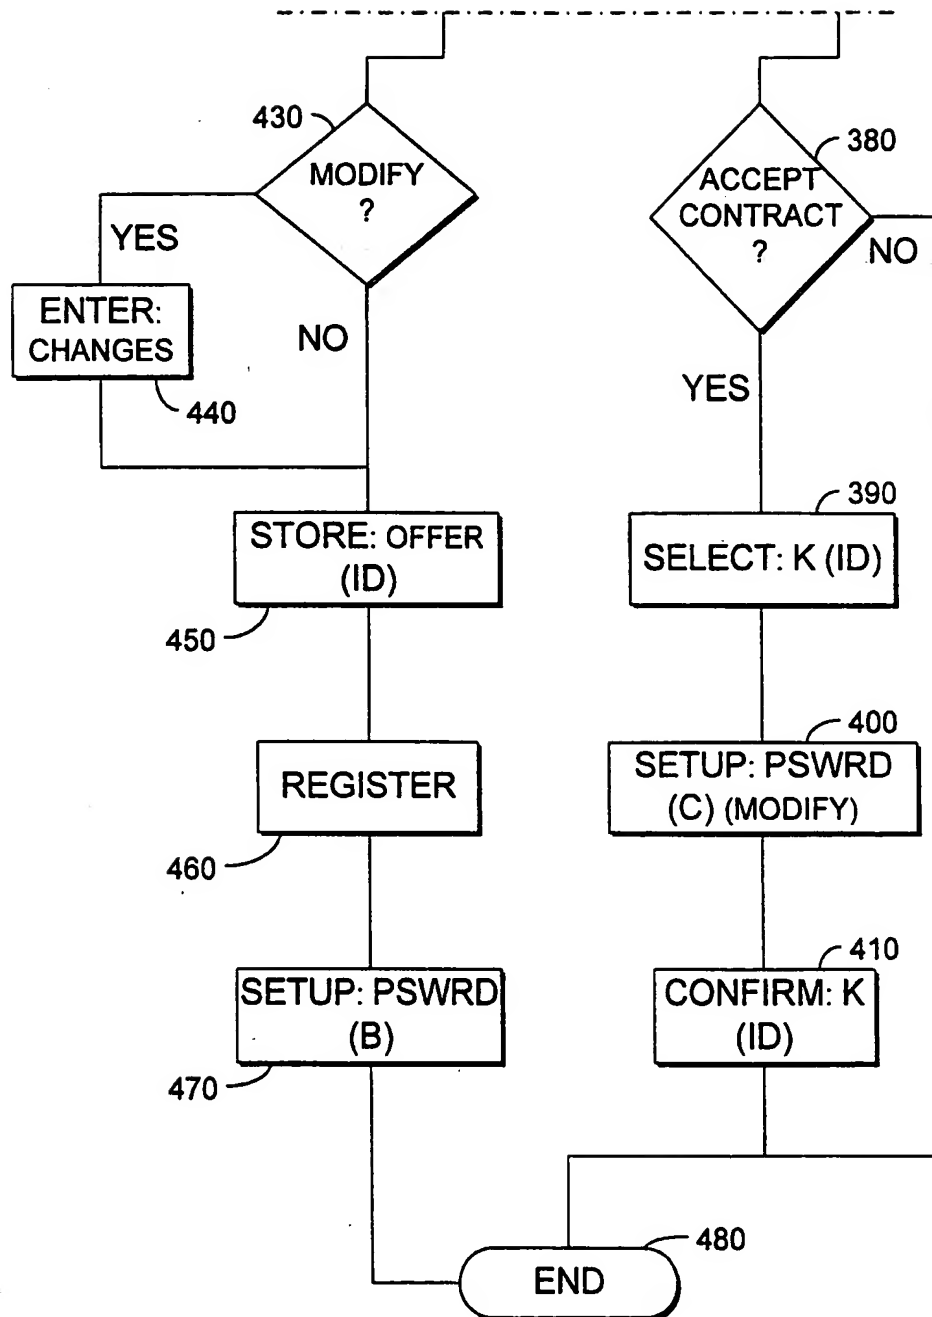 430
MODIFY
?
YES
ENTER:
CHANGES
440
NO
STORE: OFFER
(ID)
450
REGISTER
460
SETUP: PSWRD
(B)
470
380
ACCEPT
CONTRACT
?
NO
YES
390
SELECT: K (ID)
400
SETUP: PSWRD
(C) (MODIFY)
410
CONFIRM: K
(ID)
480
END